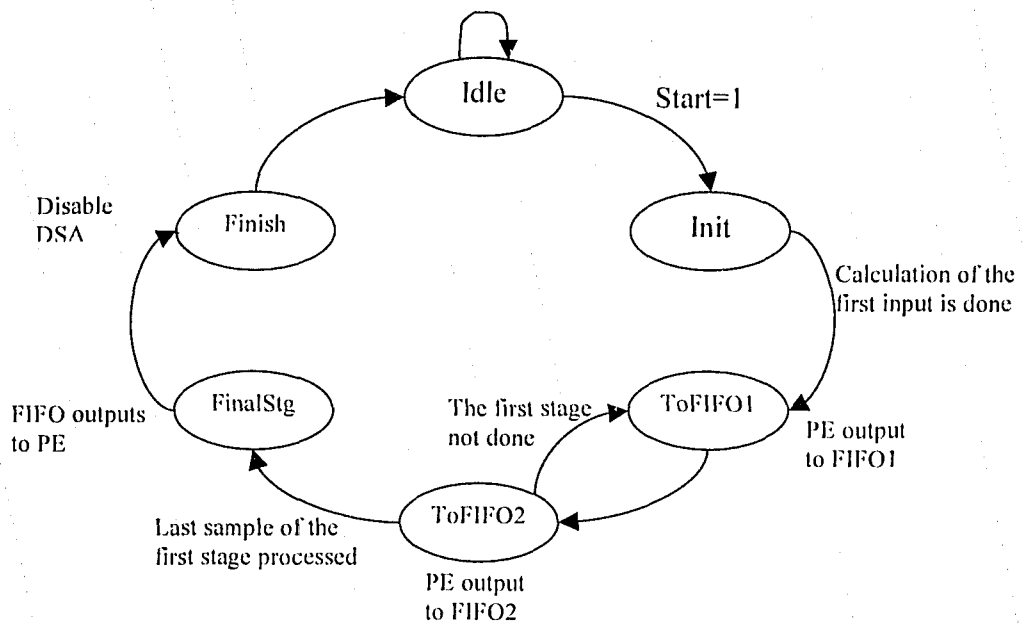 Idle
Start=1
Disable
DSA
Finish
Init
Calculation of the
first input is done
FIFO outputs
to PE
FinalStg
The first stage
not done
ToFIFO1
PE output
to FIFO1
Last sample of the
first stage processed
ToFIFO2
PE output
to FIFO2